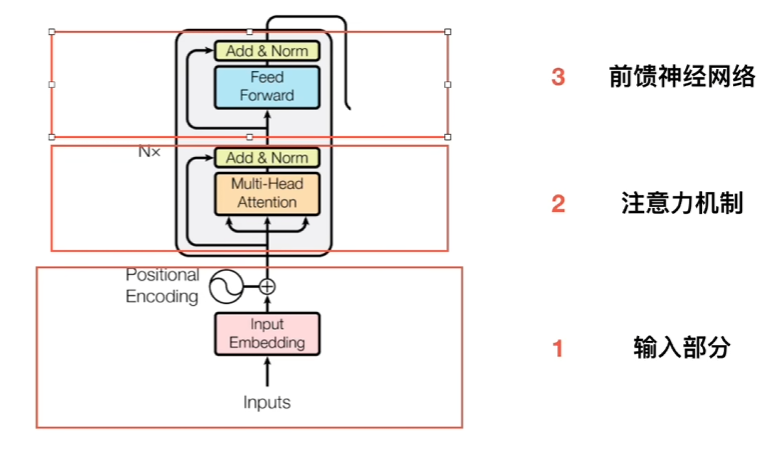 Add & Norm
Feed
Forward
3 前馈神经网络
N×
Add & Norm
Multi-Head
Attention
2 注意力机制
Positional
Encoding
Input
Embedding
1 输入部分
Inputs